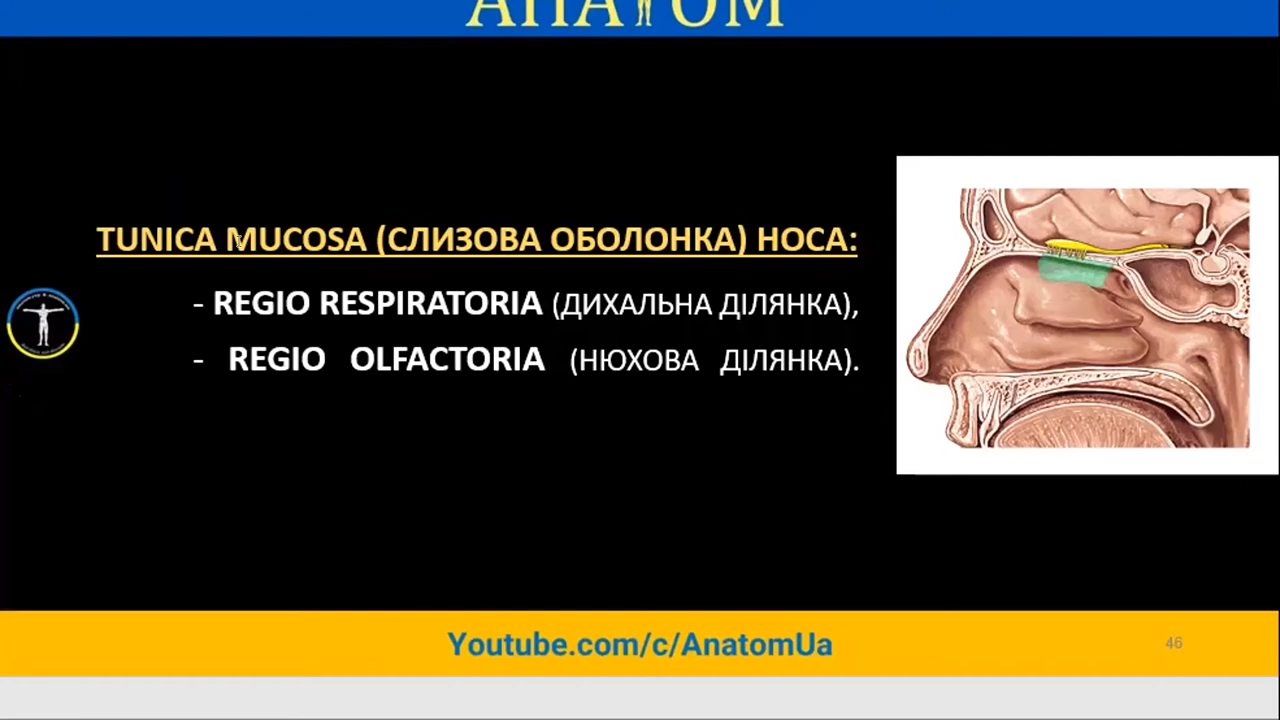 АНАТОМ
TUNICA MUCOSA (СЛИЗОВА ОБОЛОНКА) НОСА:
- REGIO RESPIRATORIA (ДИХАЛЬНА ДІЛЯНКА),
- REGIO OLFACTORIA (НЮХОВА ДІЛЯНКА).
Youtube.com/c/AnatomUa
46